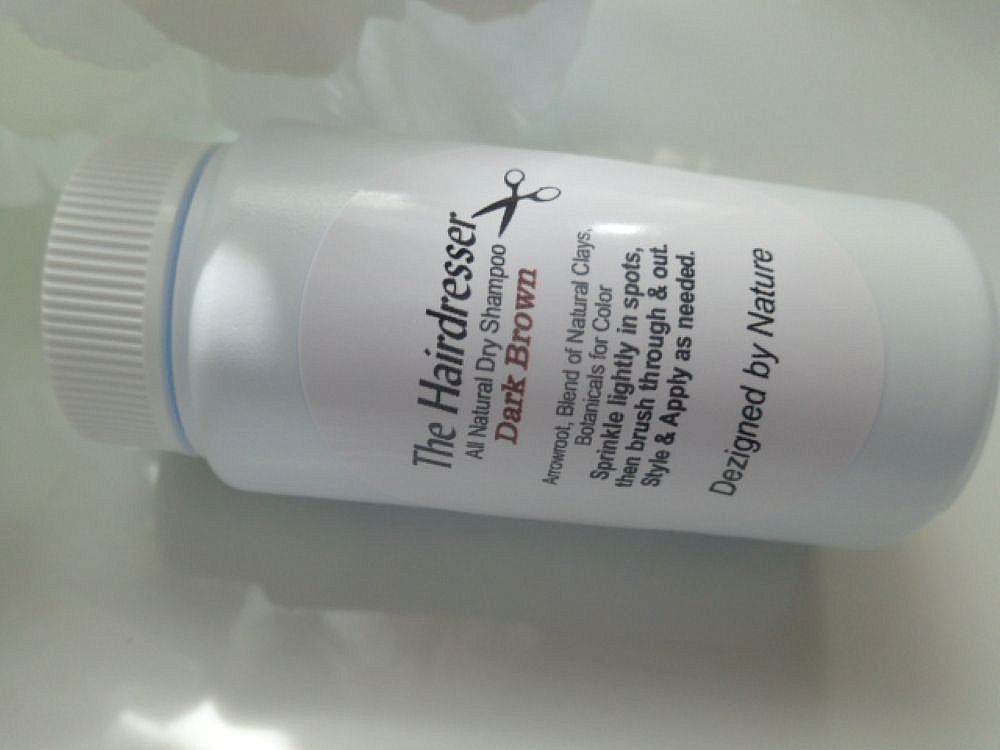 The Hairdresser
All Natural Dry Shampoo
Dark Brown
Arrowroot, Blend of Natural Clays,
Botanicals for Color
Sprinkle lightly in spots,
then brush through & out.
Style & Apply as needed.
Dezigned by Nature